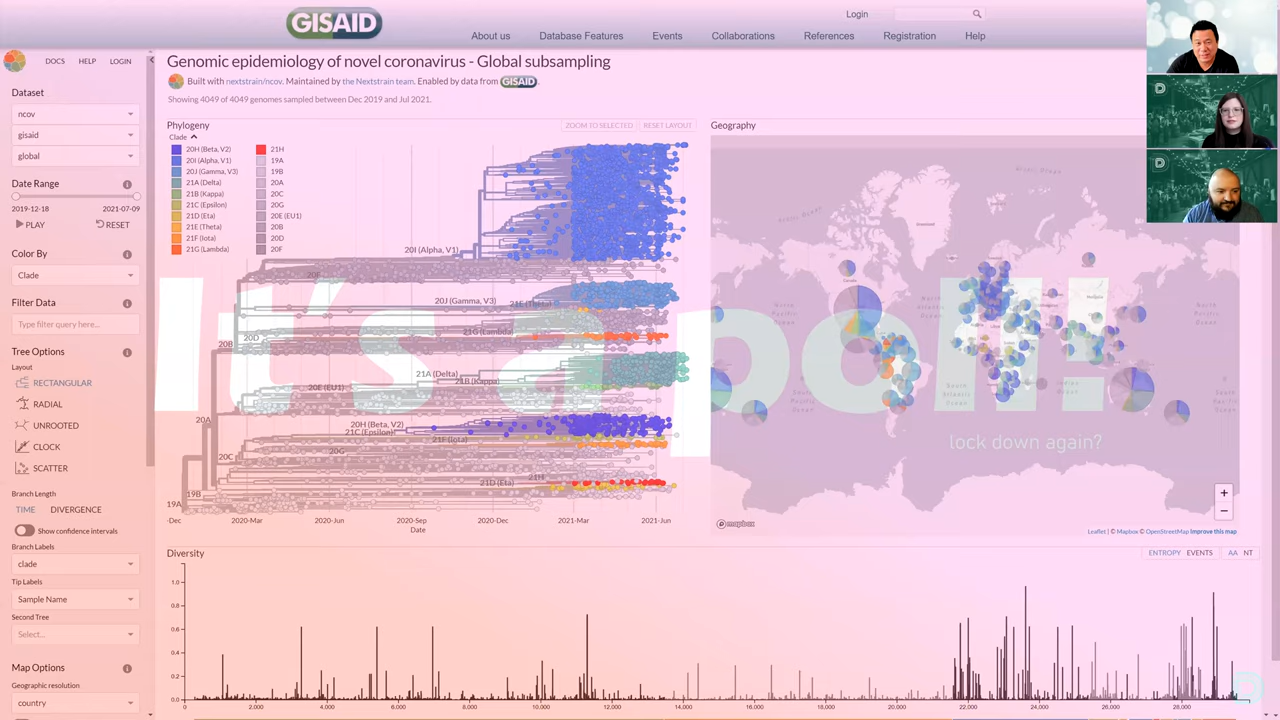 GISAID
Login
About us
Database Features
Events
Collaborations
References
Registration
Help
DOCS
HELP
LOGIN
Genomic epidemiology of novel coronavirus - Global subsampling
Built with nextstrain/ncov. Maintained by the Nextstrain team. Enabled by data from GISAID.
Showing 4049 of 4049 genomes sampled between Dec 2019 and Jul 2021.
Dataset
ncov
gisaid
global
Date Range
2019-12-18
2021-07-09
PLAY
RESET
Color By
Clade
Filter Data
Type filter query here...
Tree Options
Layout
RECTANGULAR
RADIAL
UNROOTED
CLOCK
SCATTER
Branch Length
TIME
DIVERGENCE
Show confidence intervals
Branch Labels
clade
Tip Labels
Sample Name
Second Tree
Select...
Map Options
Geographic resolution
country
Phylogeny
ZOOM TO SELECTED
RESET LAYOUT
Clade
20H (Beta, V2)
20I (Alpha, V1)
20J (Gamma, V3)
21A (Delta)
21B (Kappa)
21C (Epsilon)
21D (Eta)
21E (Theta)
21F (Iota)
21G (Lambda)
21H
19A
19B
20A
20C
20G
20E (EU1)
20B
20D
20F
20I (Alpha, V1)
20F
20J (Gamma, V3)
21E (Theta)
21G (Lambda)
20D
20B
21A (Delta)
21B (Kappa)
20E (EU1)
20A
20H (Beta, V2)
21C (Epsilon)
21F (Iota)
20G
20C
21H
21D (Eta)
19B
19A
-Dec
2020-Mar
2020-Jun
2020-Sep
2020-Dec
2021-Mar
2021-Jun
Date
It's a poll!
lock down again?
Geography
+
−
mapbox
Leaflet | © Mapbox © OpenStreetMap Improve this map
Diversity
ENTROPY
EVENTS
AA
NT
1.0
0.8
0.6
0.4
0.2
0.0
0
2,000
4,000
6,000
8,000
10,000
12,000
14,000
16,000
18,000
20,000
22,000
24,000
26,000
28,000